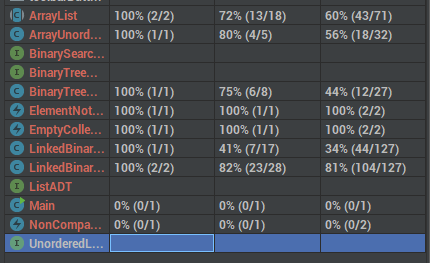 ArrayList 100% (2/2) 72% (13/18) 60% (43/71)
ArrayUnord... 100% (1/1) 80% (4/5) 56% (18/32)
BinarySearc...
BinaryTree...
BinaryTree... 100% (1/1) 75% (6/8) 44% (12/27)
ElementNot... 100% (1/1) 100% (1/1) 100% (2/2)
EmptyColle... 100% (1/1) 100% (1/1) 100% (2/2)
LinkedBinar... 100% (1/1) 41% (7/17) 34% (44/127)
LinkedBinar... 100% (2/2) 82% (23/28) 81% (104/127)
ListADT
Main 0% (0/1) 0% (0/1) 0% (0/1)
NonCompa... 0% (0/1) 0% (0/1) 0% (0/2)
UnorderedL...